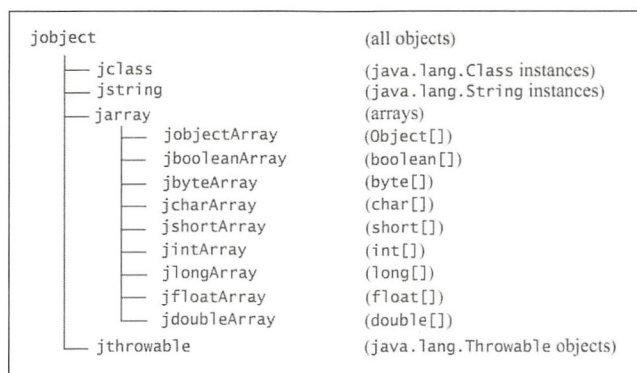 jobject (all objects)
jclass (java.lang.Class instances)
jstring (java.lang.String instances)
jarray (arrays)
jobjectArray (Object[])
jbooleanArray (boolean[])
jbyteArray (byte[])
jcharArray (char[])
jshortArray (short[])
jintArray (int[])
jlongArray (long[])
jfloatArray (float[])
jdoubleArray (double[])
jthrowable (java.lang.Throwable objects)